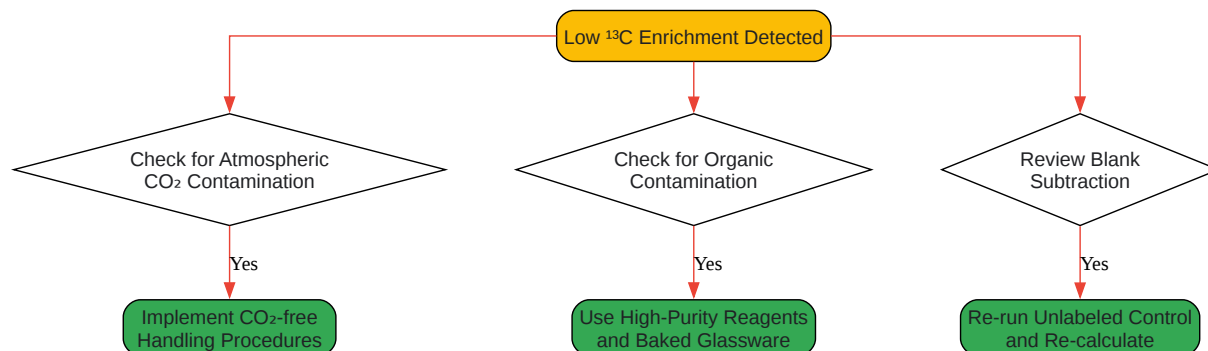 Low ¹³C Enrichment Detected
Check for Atmospheric
CO₂ Contamination
Check for Organic
Contamination
Review Blank
Subtraction
Yes
Yes
Yes
Implement CO₂-free
Handling Procedures
Use High-Purity Reagents
and Baked Glassware
Re-run Unlabeled Control
and Re-calculate